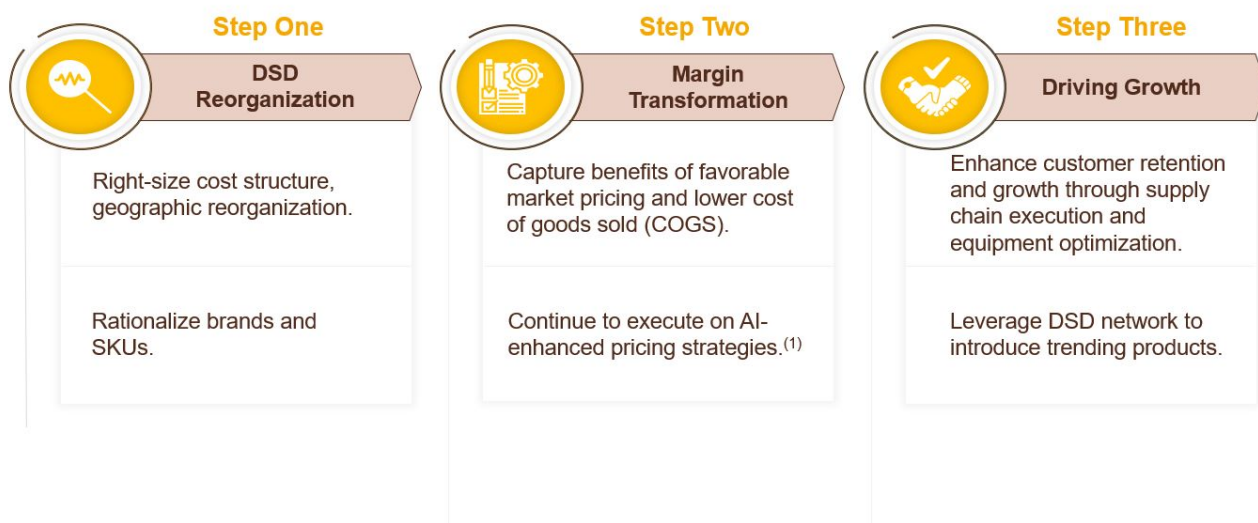 Step One
DSD
Reorganization
Right-size cost structure,
geographic reorganization.
Rationalize brands and
SKUs.
Step Two
Margin
Transformation
Capture benefits of favorable
market pricing and lower cost
of goods sold (COGS).
Continue to execute on AI-
enhanced pricing strategies.(1)
Step Three
Driving Growth
Enhance customer retention
and growth through supply
chain execution and
equipment optimization.
Leverage DSD network to
introduce trending products.